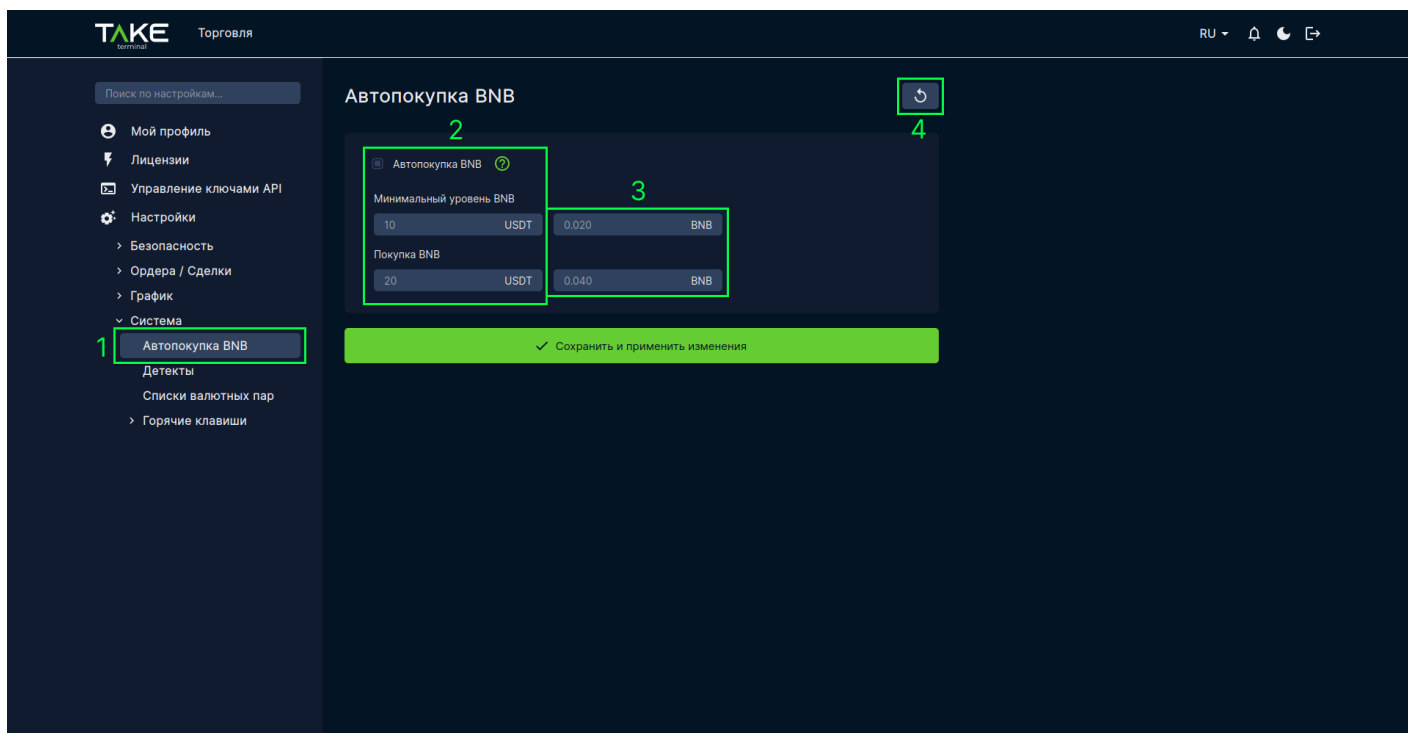 TAKE
terminal
Торговля
RU
Поиск по настройкам...
Мой профиль
Лицензии
Управление ключами API
Настройки
Безопасность
Ордера / Сделки
График
Система
1
Автопокупка BNB
Детекты
Списки валютных пар
Горячие клавиши
Автопокупка BNB
4
2
Автопокупка BNB ?
3
Минимальный уровень BNB
10 USDT 0.020 BNB
Покупка BNB
20 USDT 0.040 BNB
Сохранить и применить изменения